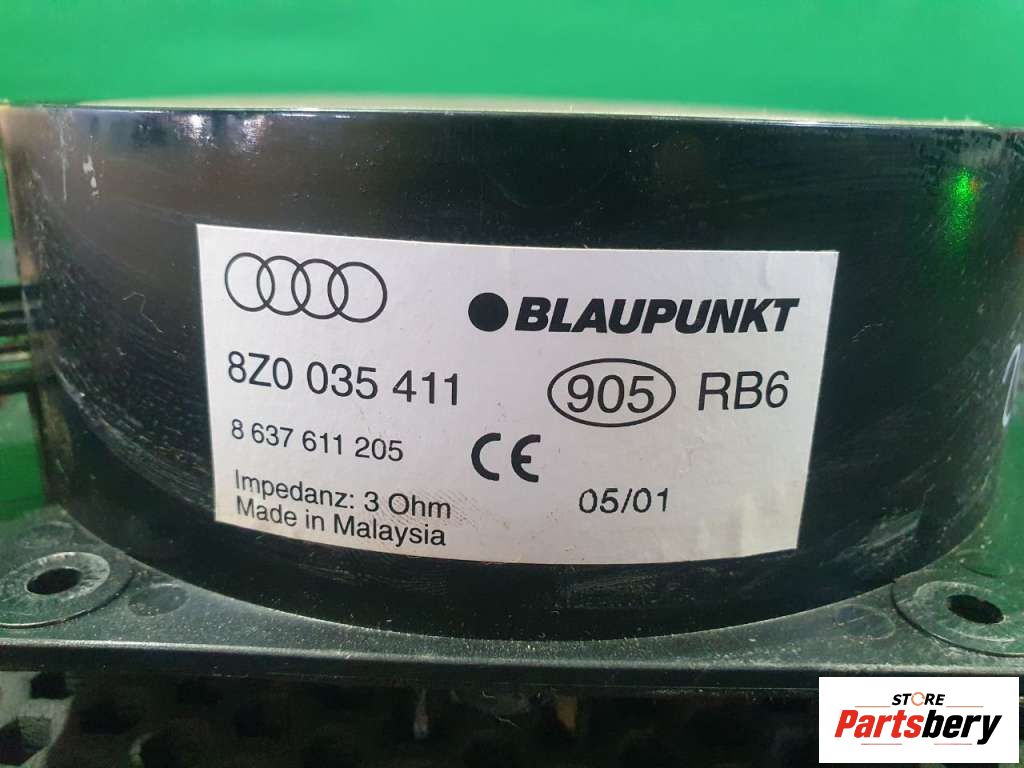 BLAUPUNKT
8Z0 035 411
905 RB6
8 637 611 205
CE
Impedanz: 3 Ohm
05/01
Made in Malaysia
STORE
Partsbery